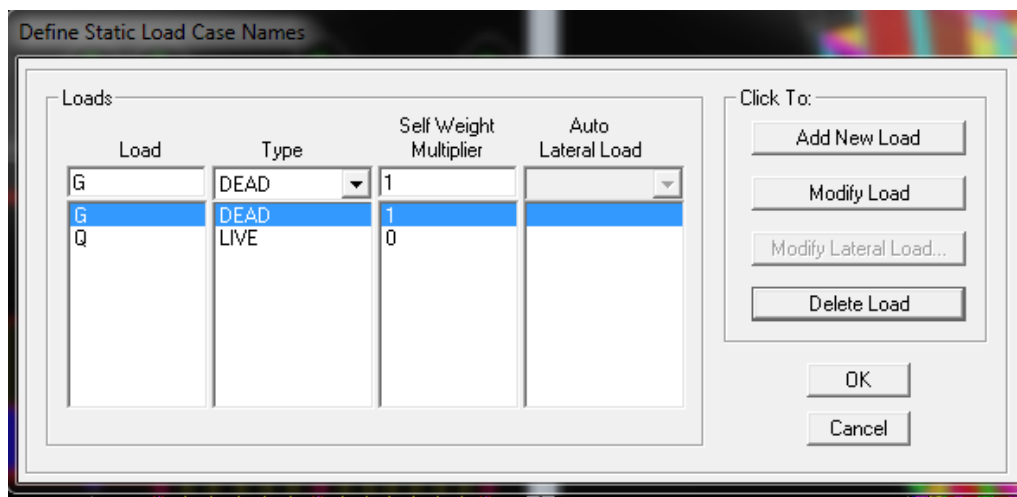 Define Static Load Case Names
Loads
Load
Type
Self Weight
Multiplier
Auto
Lateral Load
G
DEAD
1
G
DEAD
1
Q
LIVE
0
Click To:
Add New Load
Modify Load
Modify Lateral Load...
Delete Load
OK
Cancel